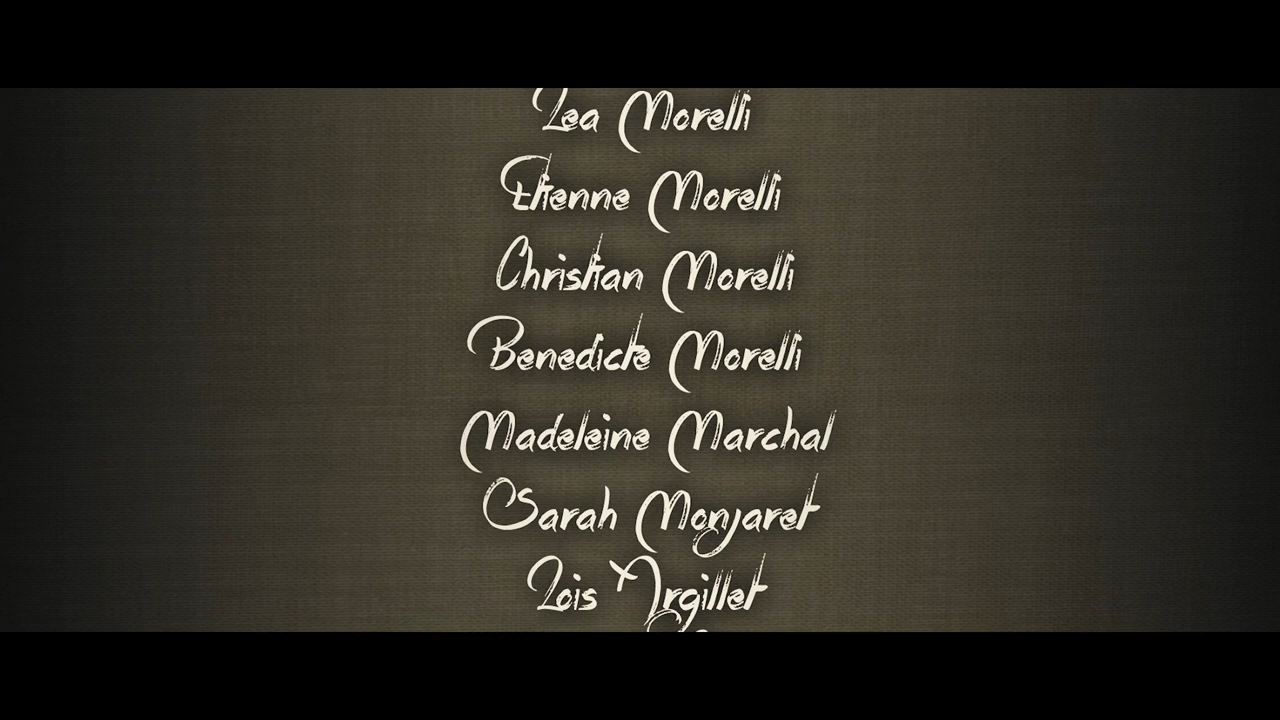 Lea Morelli
Etienne Morelli
Christian Morelli
Benedicte Morelli
Madeleine Marchal
Sarah Monjaret
Lois Argillet